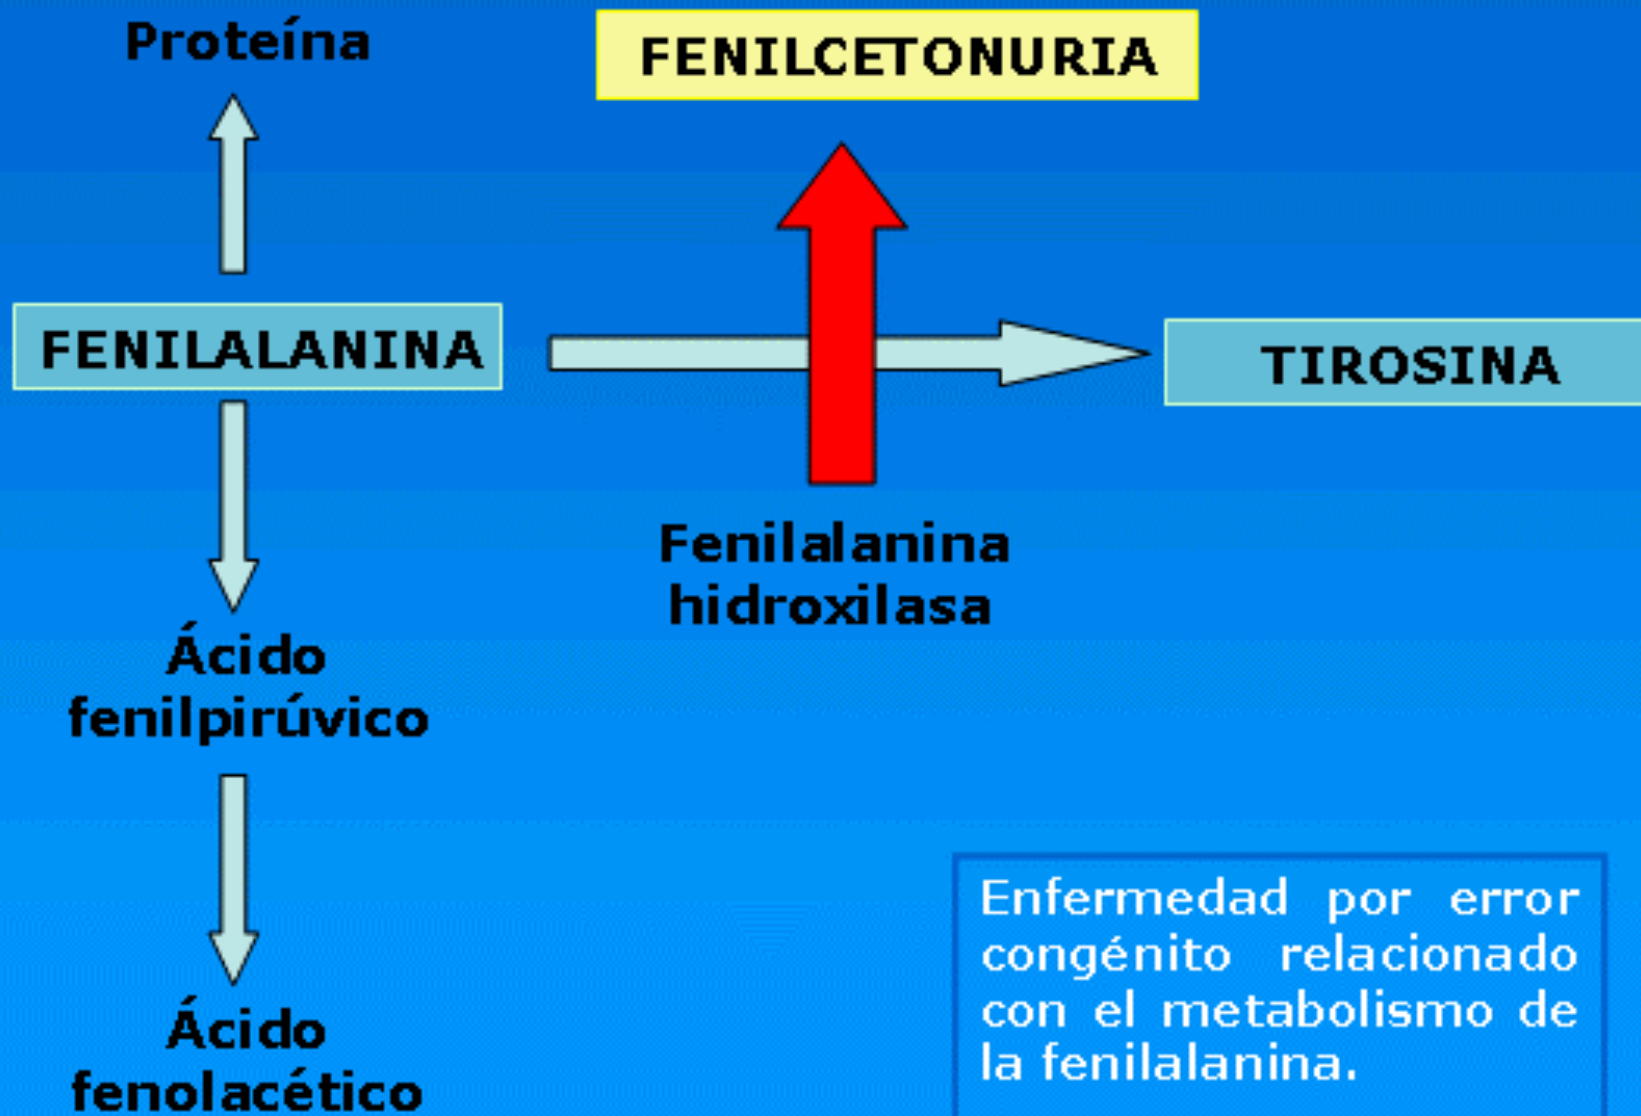 Proteína
FENILCETONURIA
FENILALANINA
TIROSINA
Fenilalanina
hidroxilasa
Ácido
fenilpirúvico
Ácido
fenolacético
Enfermedad por error
congénito relacionado
con el metabolismo de
la fenilalanina.